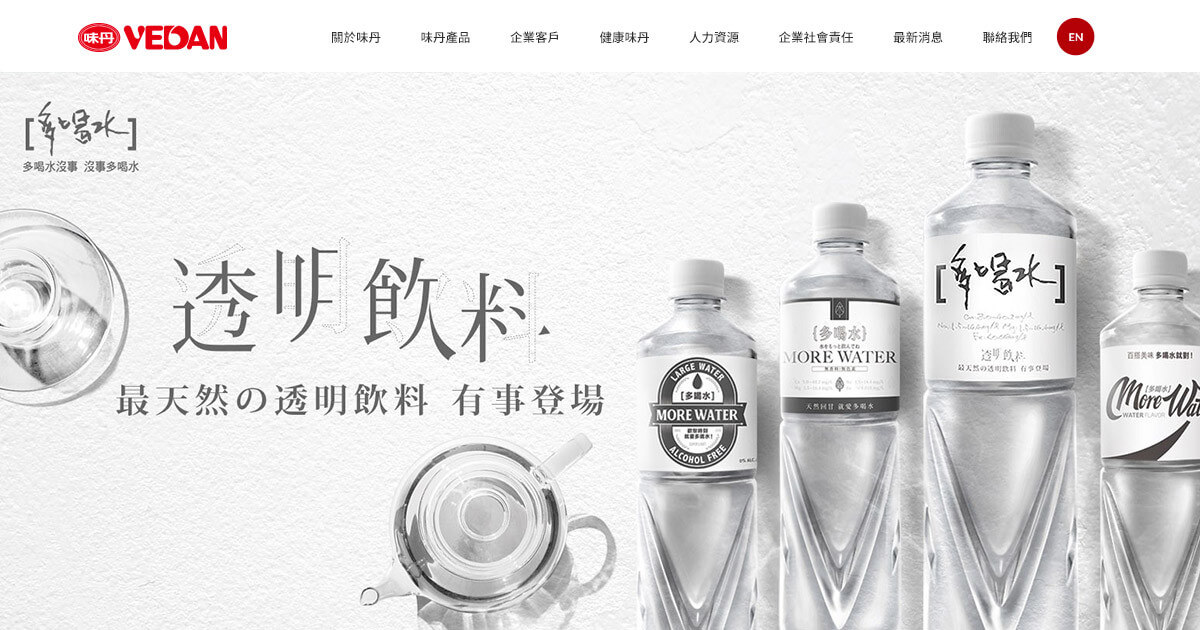 味丹 VEDAN
關於味丹
味丹產品
企業客戶
健康味丹
人力資源
企業社會責任
最新消息
聯絡我們
EN
[多喝水]
多喝水沒事 沒事多喝水
透明飲料
最天然の透明飲料 有事登場
LARGE WATER
[多喝水]
MORE WATER
ALCOHOL FREE
{多喝水}
MORE WATER
天然回甘 就愛多喝水
[多喝水]
透明飲料
最天然の透明飲料 有事登場
百搭美味 多喝水就對!
[多喝水]
More Wat
WATER FLAVOR